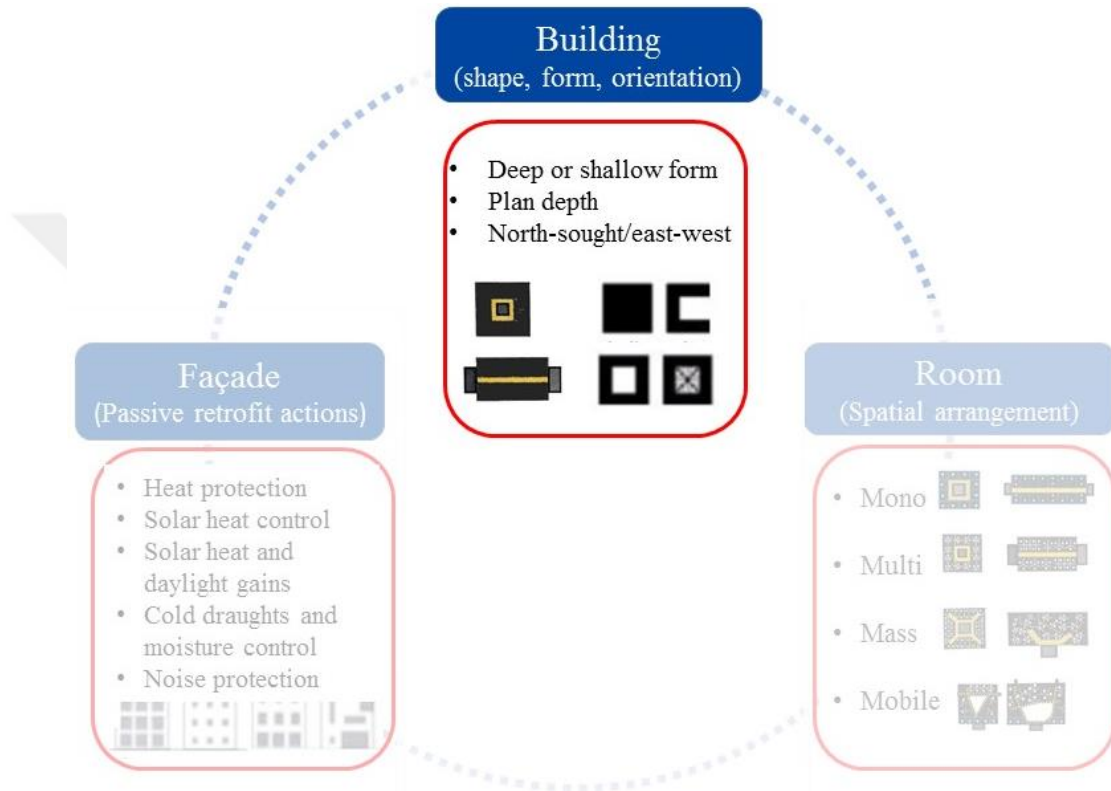 Building
(shape, form, orientation)
• Deep or shallow form
• Plan depth
• North-sought/east-west
Façade
(Passive retrofit actions)
• Heat protection
• Solar heat control
• Solar heat and
daylight gains
• Cold draughts and
moisture control
• Noise protection
Room
(Spatial arrangement)
• Mono
• Multi
• Mass
• Mobile